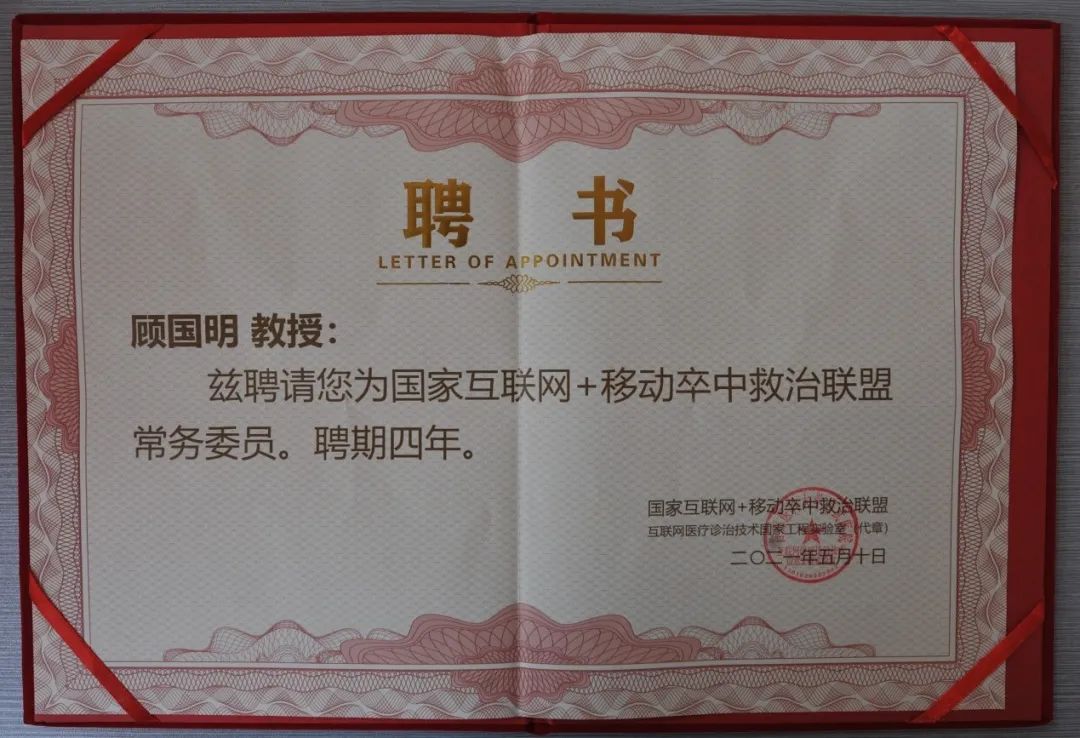 聘 书
LETTER OF APPOINTMENT
顾国明 教授：
兹聘请您为国家互联网+移动卒中救治联盟
常务委员。聘期四年。
国家互联网+移动卒中救治联盟
互联网医疗诊治技术国家工程实验室（代章）
二〇二一年五月十日